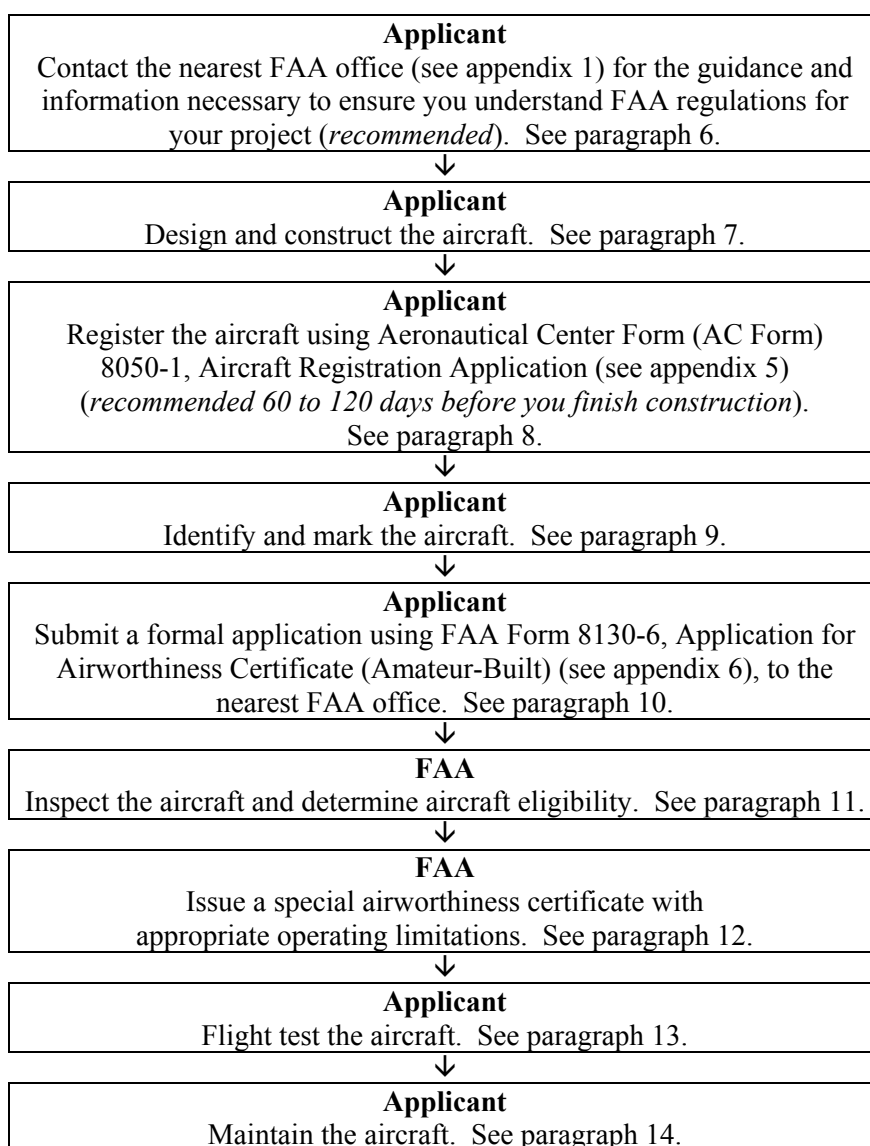 Applicant
Contact the nearest FAA office (see appendix 1) for the guidance and
information necessary to ensure you understand FAA regulations for
your project (recommended).  See paragraph 6.
↓
Applicant
Design and construct the aircraft.  See paragraph 7.
↓
Applicant
Register the aircraft using Aeronautical Center Form (AC Form)
8050-1, Aircraft Registration Application (see appendix 5)
(recommended 60 to 120 days before you finish construction).
See paragraph 8.
↓
Applicant
Identify and mark the aircraft.  See paragraph 9.
↓
Applicant
Submit a formal application using FAA Form 8130-6, Application for
Airworthiness Certificate (Amateur-Built) (see appendix 6), to the
nearest FAA office.  See paragraph 10.
↓
FAA
Inspect the aircraft and determine aircraft eligibility.  See paragraph 11.
↓
FAA
Issue a special airworthiness certificate with
appropriate operating limitations.  See paragraph 12.
↓
Applicant
Flight test the aircraft.  See paragraph 13.
↓
Applicant
Maintain the aircraft.  See paragraph 14.